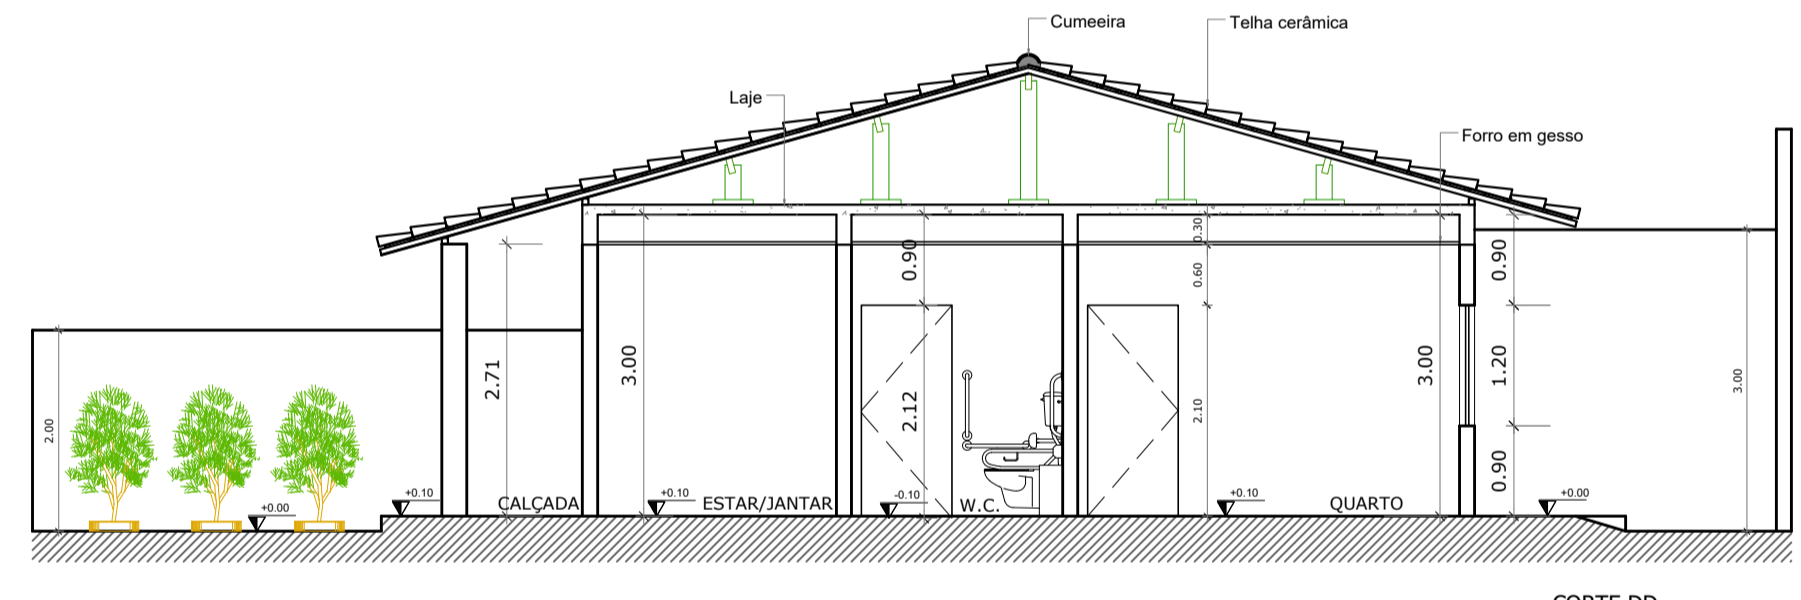 Cumeeira
Telha cerâmica
Laje
Forro em gesso
0.30
0.90
0.60
0.90
2.71
3.00
3.00
1.20
3.00
2.00
2.12
2.10
0.90
+0.10
+0.10
-0.10
+0.10
+0.00
+0.00
CALÇADA
ESTAR/JANTAR
W.C.
QUARTO
CORTE DD